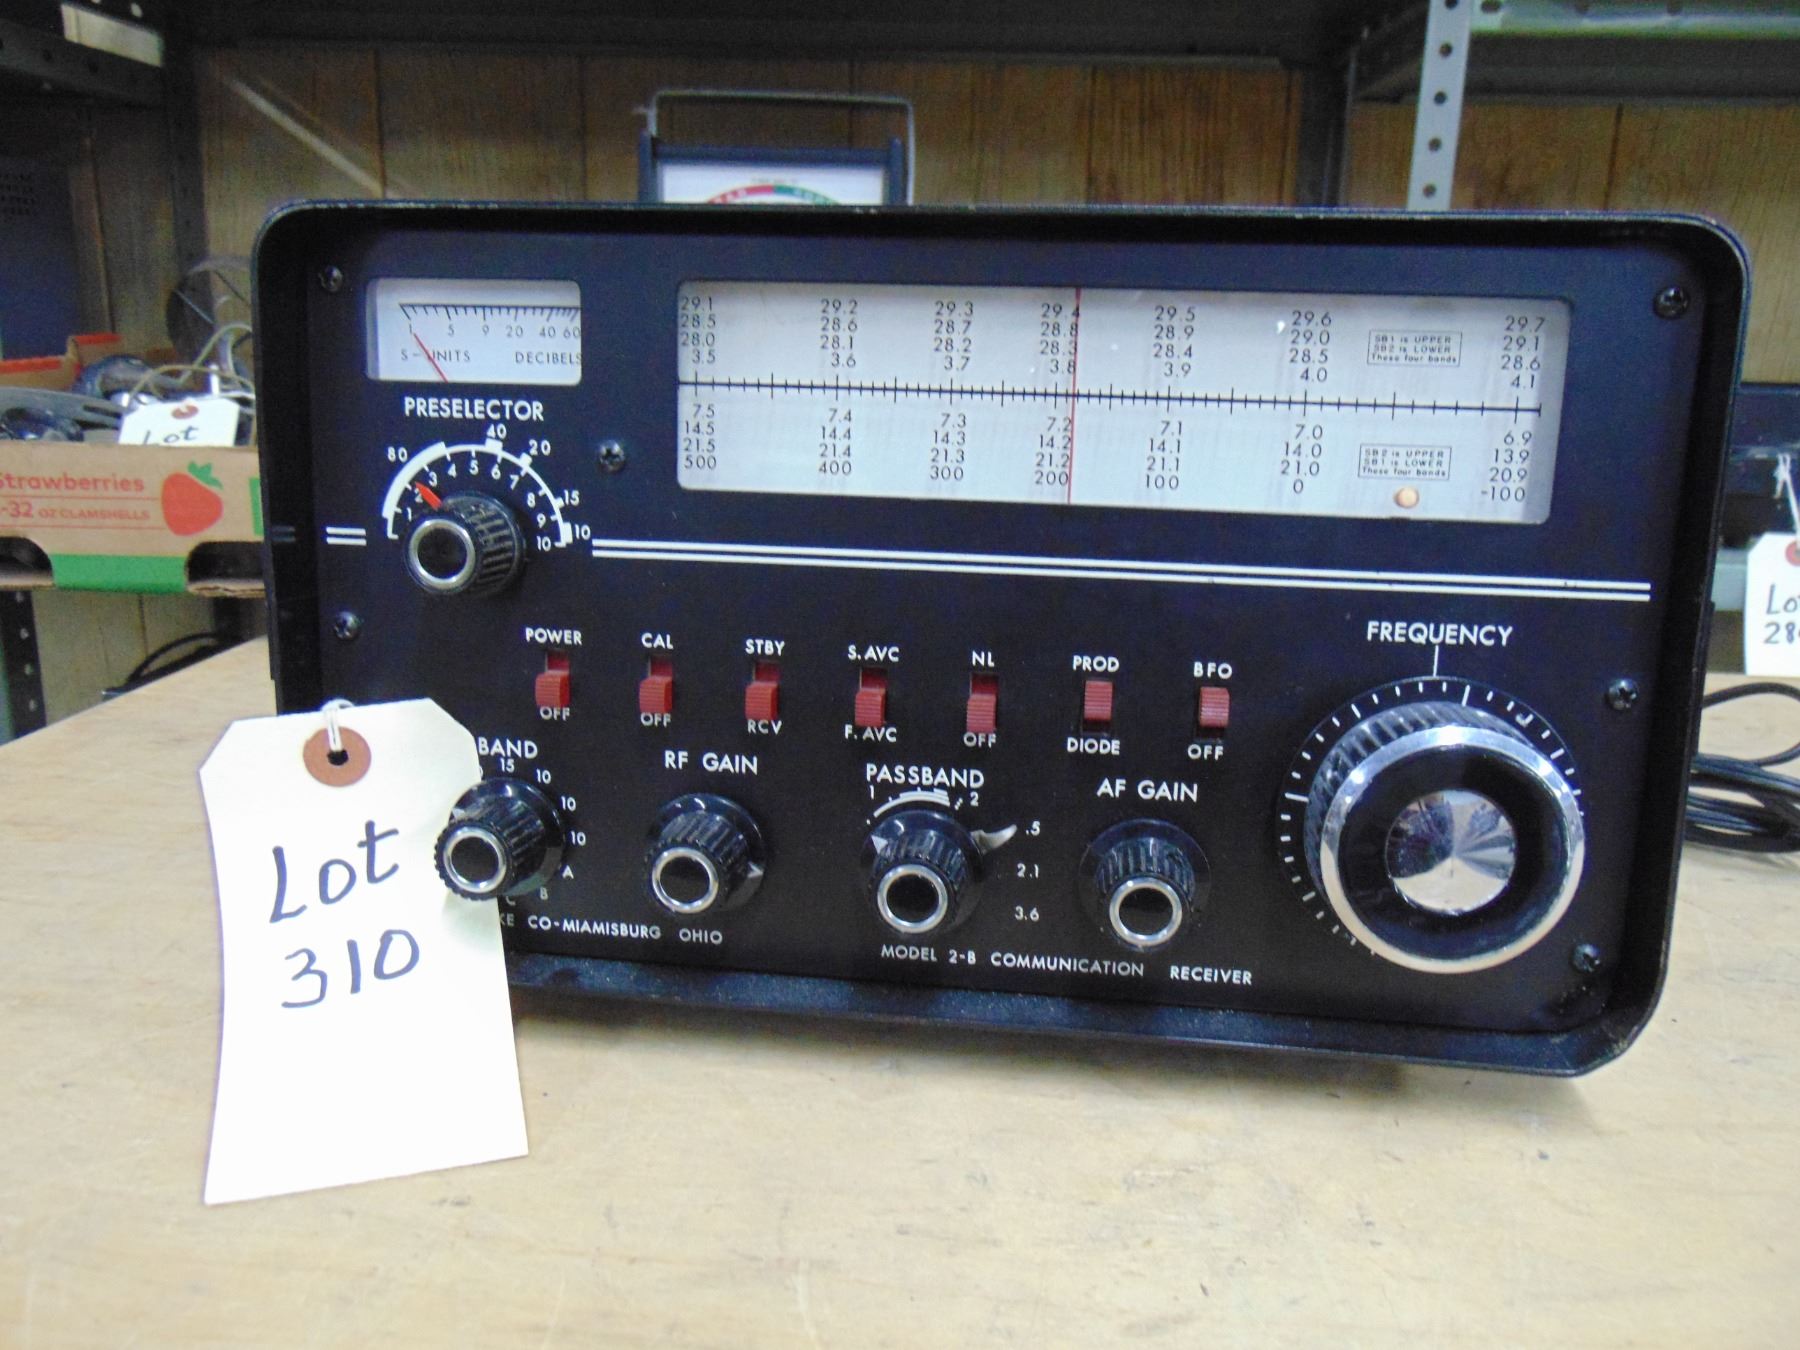 29.1 29.2 29.3 29.4 29.5 29.6 29.7
28.5 28.6 28.7 28.8 28.9 29.0 29.1
28.0 28.1 28.2 28.3 28.4 28.5 28.6
3.5 3.6 3.7 3.8 3.9 4.0 4.1
SB1 is UPPER
SB2 is LOWER
These four bands
7.5 7.4 7.3 7.2 7.1 7.0 6.9
14.5 14.4 14.3 14.2 14.1 14.0 13.9
21.5 21.4 21.3 21.2 21.1 21.0 20.9
500 400 300 200 100 0 -100
SB2 is UPPER
SB1 is LOWER
These four bands
1 5 9 20 40 60
S-UNITS DECIBELS
PRESELECTOR
80 40 20 15 10
1 2 3 4 5 6 7 8 9 10
Strawberries
-32 OZ CLAMSHELLS
Lot
Lot
28
POWER CAL STBY S.AVC NL PROD BFO
OFF OFF RCV F.AVC OFF DIODE OFF
FREQUENCY
BAND RF GAIN PASSBAND AF GAIN
15 10 10 10 A B C
1 2 .5 2.1 3.6
KE CO-MIAMISBURG OHIO
MODEL 2-B COMMUNICATION RECEIVER
Lot
310